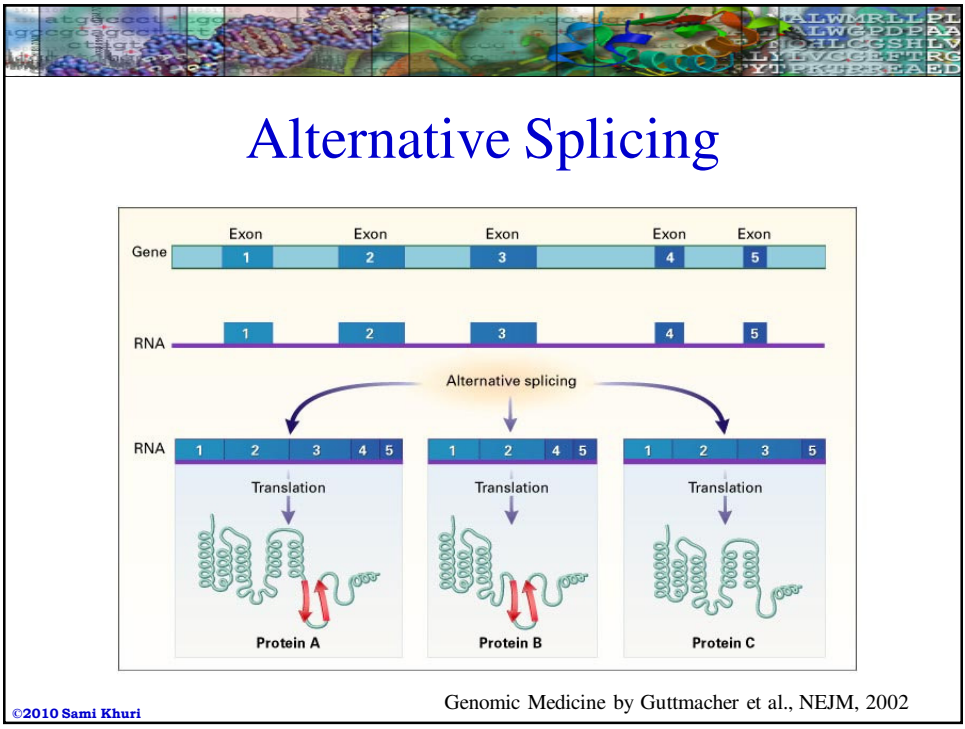 ALWMRLLPL
ALWGPDPAA
Alternative Splicing
Exon Exon Exon Exon Exon
Gene 1 2 3 4 5
RNA 1 2 3 4 5
Alternative splicing
RNA 1 2 3 4 5 1 2 4 5 1 2 3 5
Translation Translation Translation
Protein A Protein B Protein C
Genomic Medicine by Guttmacher et al., NEJM, 2002
©2010 Sami Khuri